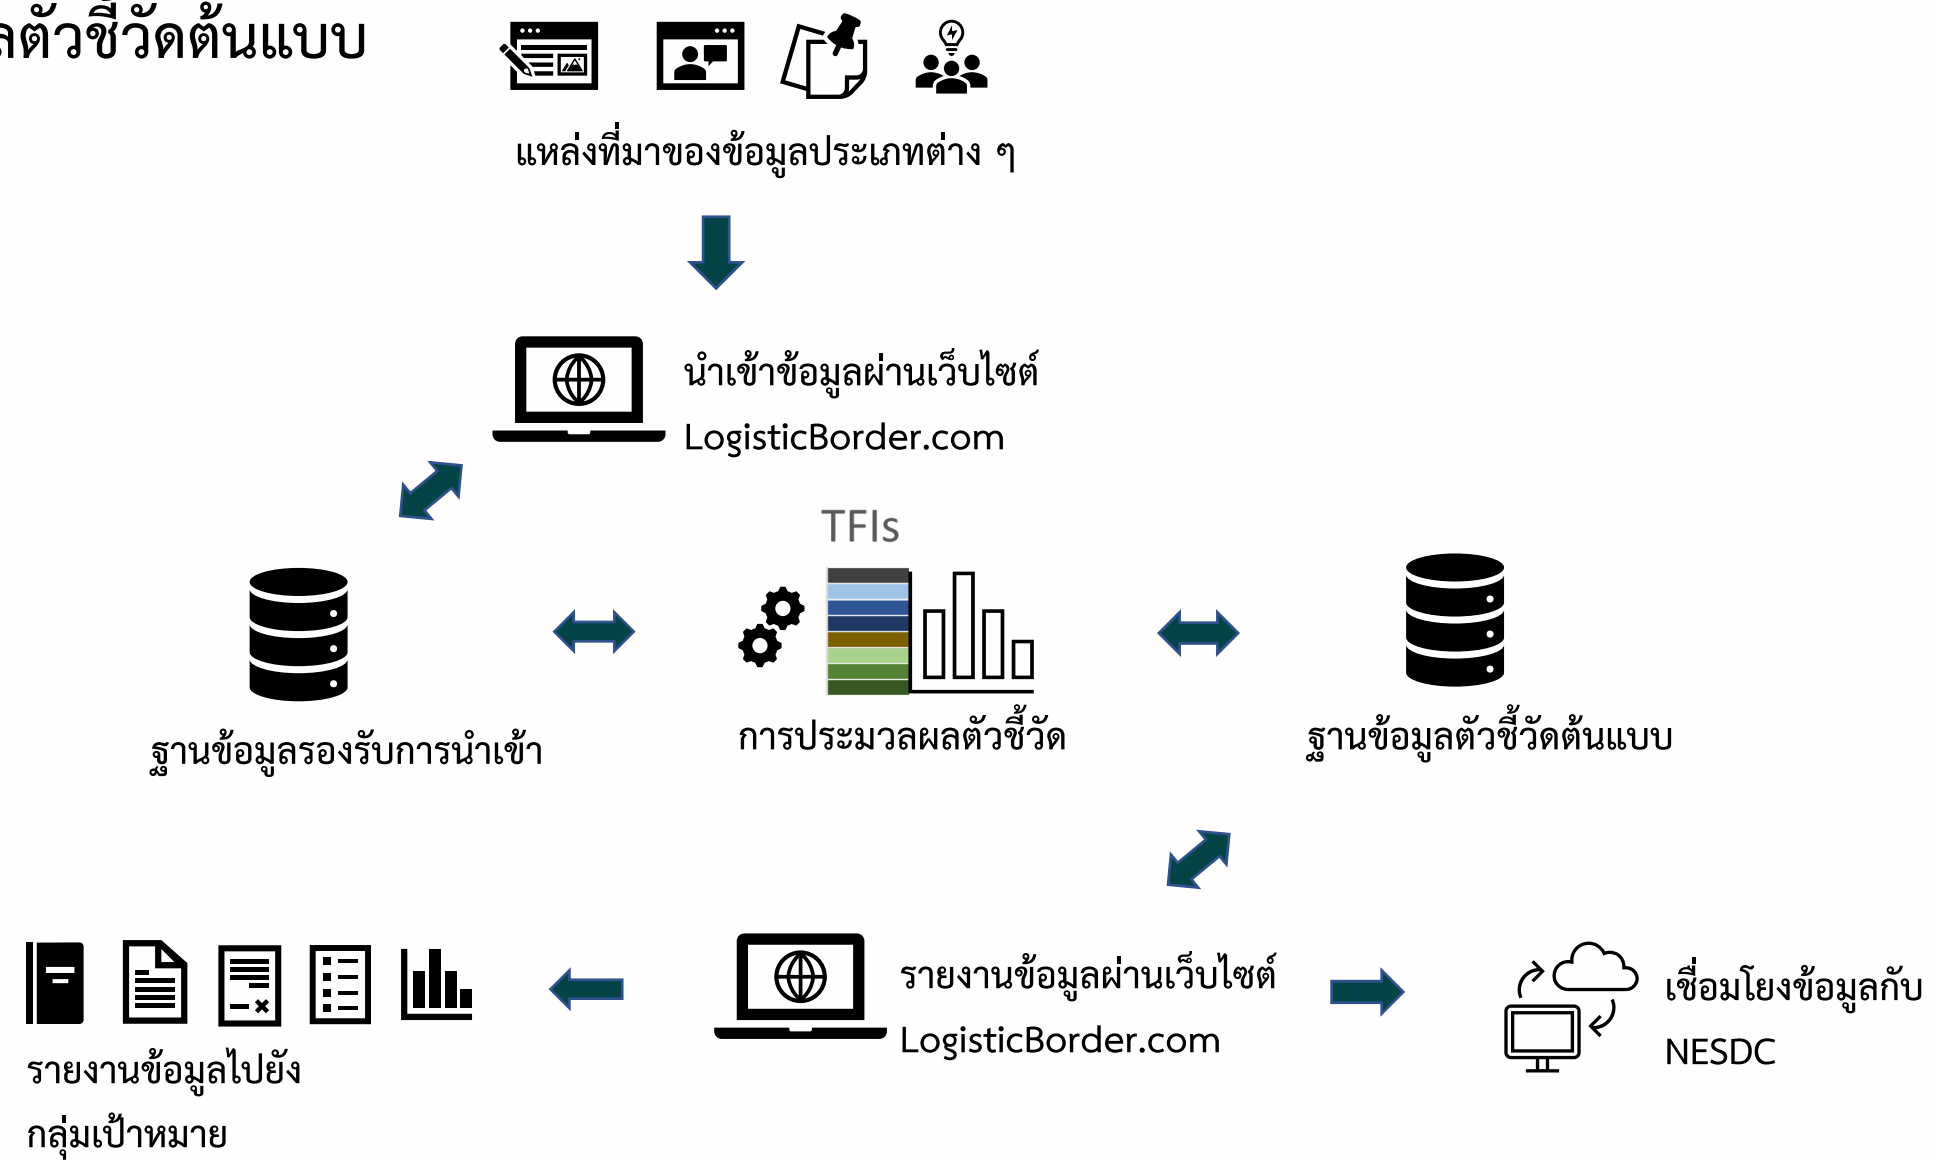 ลตัวชี้วัดต้นแบบ
แหล่งที่มาของข้อมูลประเภทต่าง ๆ
นำเข้าข้อมูลผ่านเว็บไซต์
LogisticBorder.com
TFIs
ฐานข้อมูลรองรับการนำเข้า
การประมวลผลตัวชี้วัด
ฐานข้อมูลตัวชี้วัดต้นแบบ
รายงานข้อมูลไปยัง
กลุ่มเป้าหมาย
รายงานข้อมูลผ่านเว็บไซต์
LogisticBorder.com
เชื่อมโยงข้อมูลกับ
NESDC